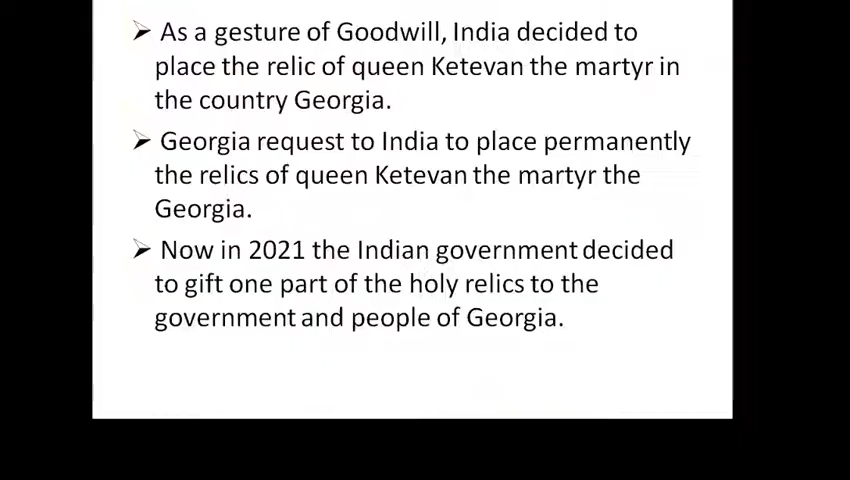 ➢ As a gesture of Goodwill, India decided to
place the relic of queen Ketevan the martyr in
the country Georgia.
➢ Georgia request to India to place permanently
the relics of queen Ketevan the martyr the
Georgia.
➢ Now in 2021 the Indian government decided
to gift one part of the holy relics to the
government and people of Georgia.